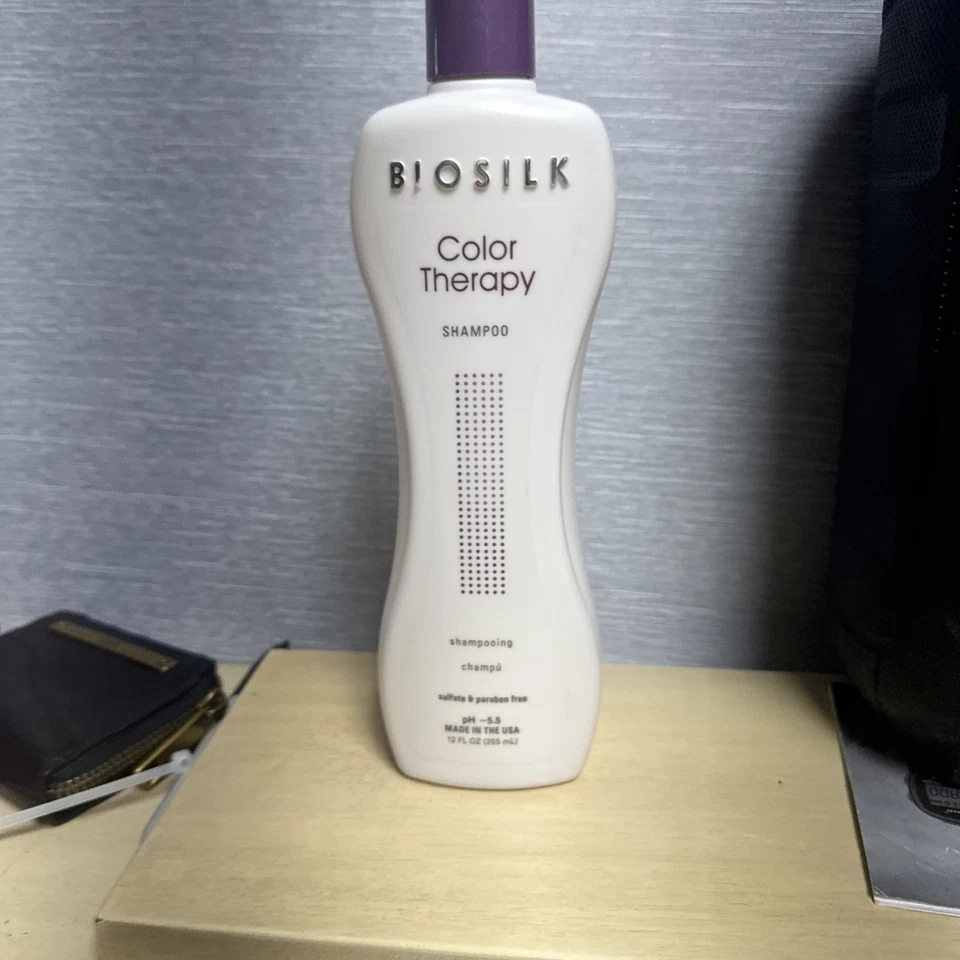 BIOSILK
Color
Therapy
SHAMPOO
shampooing
champú
sulfate & paraben free
pH ~5.5
MADE IN THE USA
12 FL OZ (355 mL)